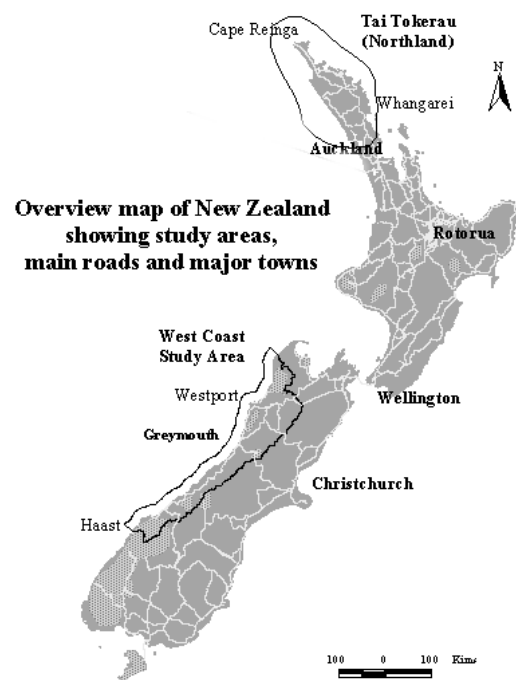 Cape Reinga
Tai Tokerau
(Northland)
N
Whangarei
Auckland
Overview map of New Zealand
showing study areas,
main roads and major towns
Rotorua
West Coast
Study Area
Westport
Wellington
Greymouth
Christchurch
Haast
100 0 100 Kims